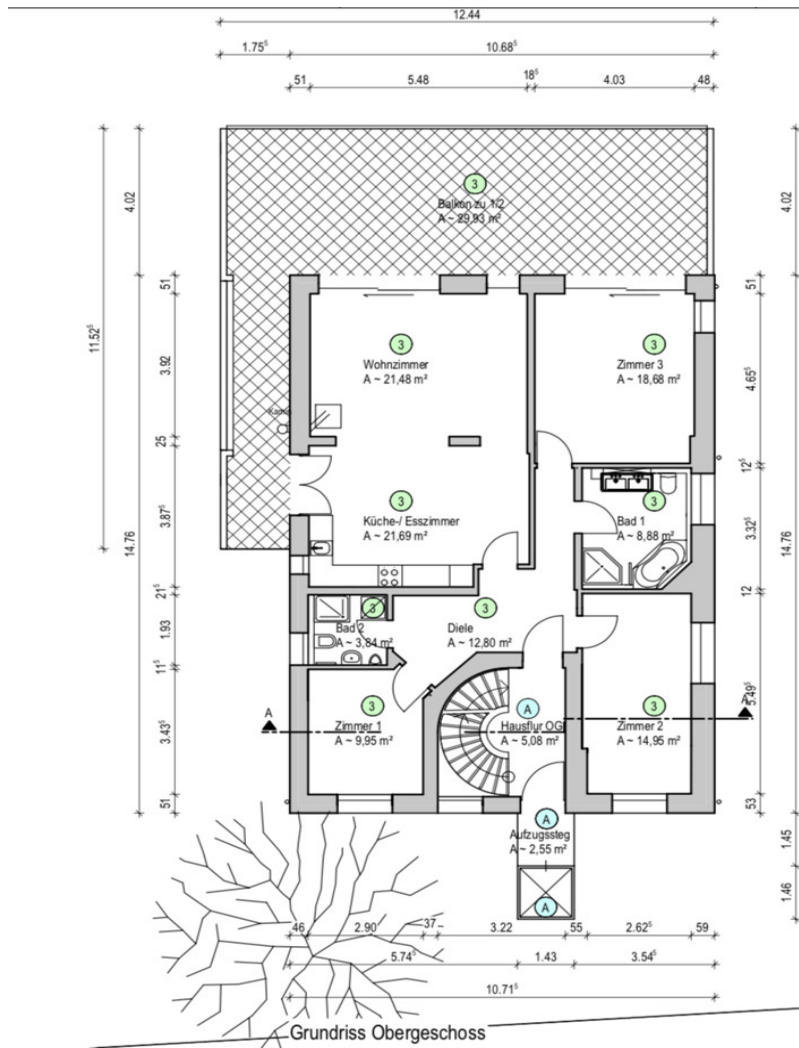 12.44
1.75⁵ 10.68⁵
51 5.48 18⁵ 4.03 48
3
Balkon zu 1/2
A ~ 29,93 m²
4.02
4.02
11.52⁵
14.76
14.76
51
3.92
25
3.87⁵
21⁵
1.93
11⁵
3.43⁵
51
51
4.65⁵
12⁵
3.32⁵
12
5.49⁵
53
1.45
1.46
3
Wohnzimmer
A ~ 21,48 m²
3
Zimmer 3
A ~ 18,68 m²
Kamin
3
Küche-/ Esszimmer
A ~ 21,69 m²
3
Bad 1
A ~ 8,88 m²
3
Bad 2
A ~ 3,84 m²
3
Diele
A ~ 12,80 m²
3
Zimmer 1
A ~ 9,95 m²
A
Hausflur OG
A ~ 5,08 m²
3
Zimmer 2
A ~ 14,95 m²
A
A
A
Aufzugssteg
A ~ 2,55 m²
A
46 2.90 37 3.22 55 2.62⁵ 59
5.74⁵ 1.43 3.54⁵
10.71⁵
Grundriss Obergeschoss